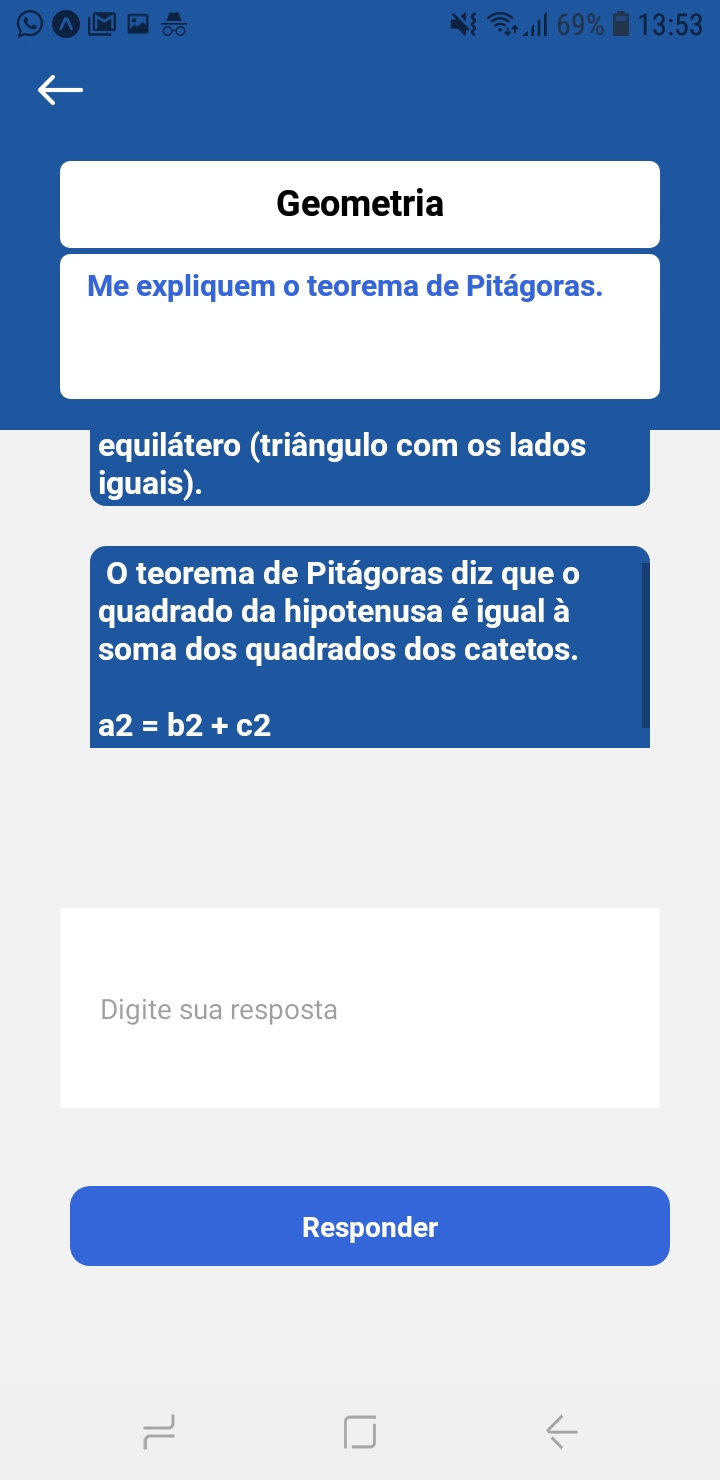 69% 13:53
Geometria
Me expliquem o teorema de Pitágoras.
equilátero (triângulo com os lados
iguais).
O teorema de Pitágoras diz que o
quadrado da hipotenusa é igual à
soma dos quadrados dos catetos.
a2 = b2 + c2
Digite sua resposta
Responder